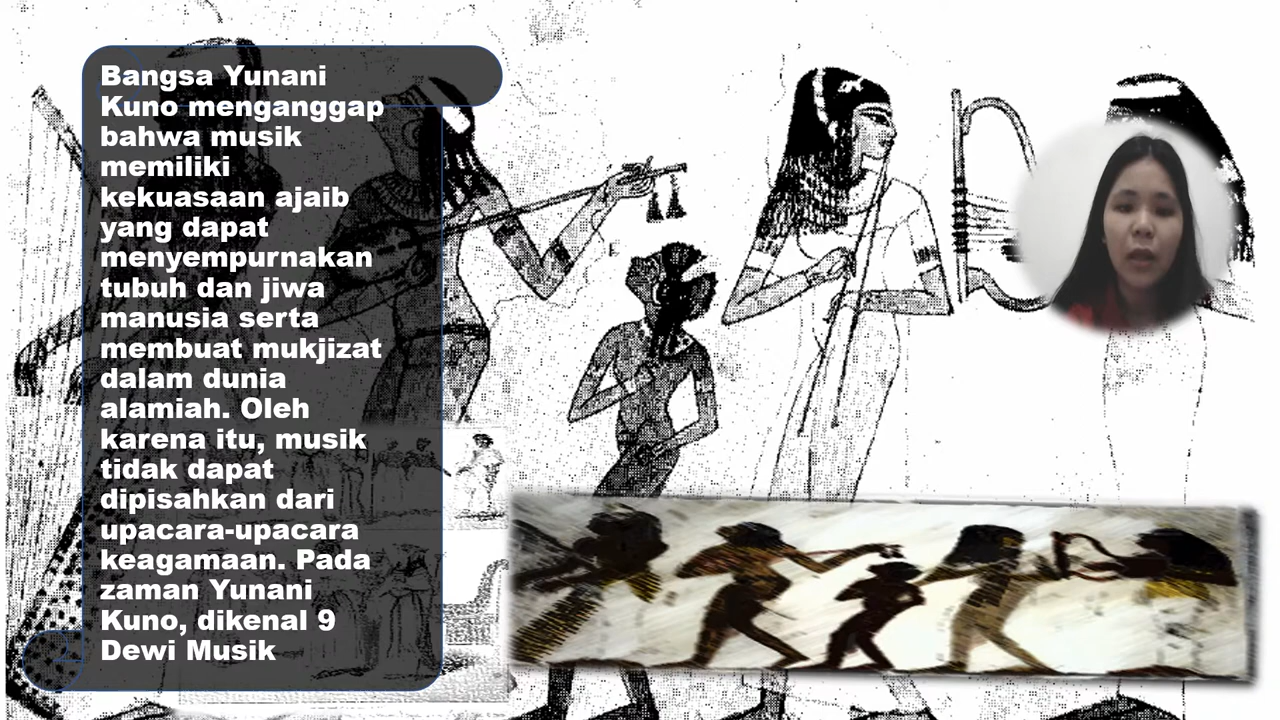 Bangsa Yunani
Kuno menganggap
bahwa musik
memiliki
kekuasaan ajaib
yang dapat
menyempurnakan
tubuh dan jiwa
manusia serta
membuat mukjizat
dalam dunia
alamiah. Oleh
karena itu, musik
tidak dapat
dipisahkan dari
upacara-upacara
keagamaan. Pada
zaman Yunani
Kuno, dikenal 9
Dewi Musik